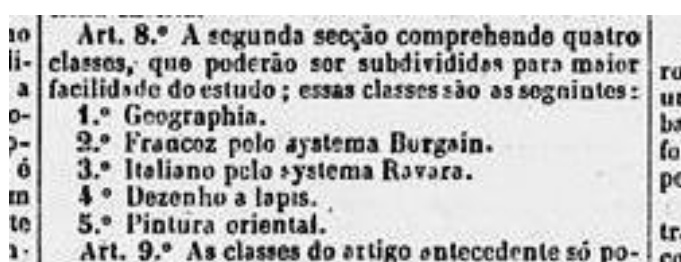 Art. 8.º A segunda secção comprehende quatro
classes, que poderão ser subdivididas para maior
facilidade do estudo ; essas classes são as seguintes :
1.º Geographia.
2.º Francez pelo systema Burgain.
3.º Italiano pelo systema Ravara.
4º Dezenho a lapis.
5.º Pintura oriental.
Art. 9.º As classes do artigo antecedente só po-